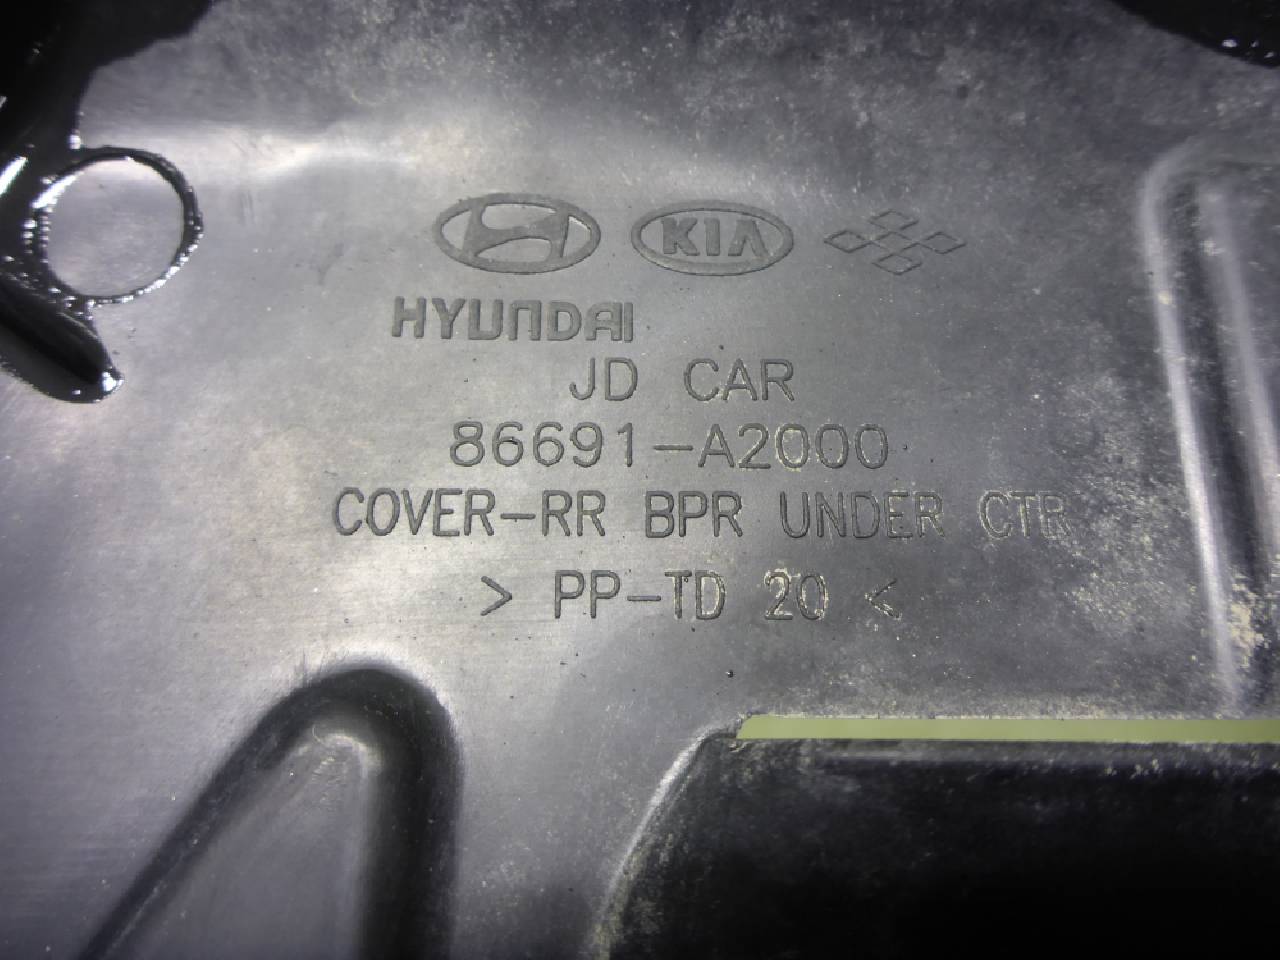 KIA
HYUNDAI
JD CAR
86691-A2000
COVER-RR BPR UNDER CTR
> PP-TD 20 <